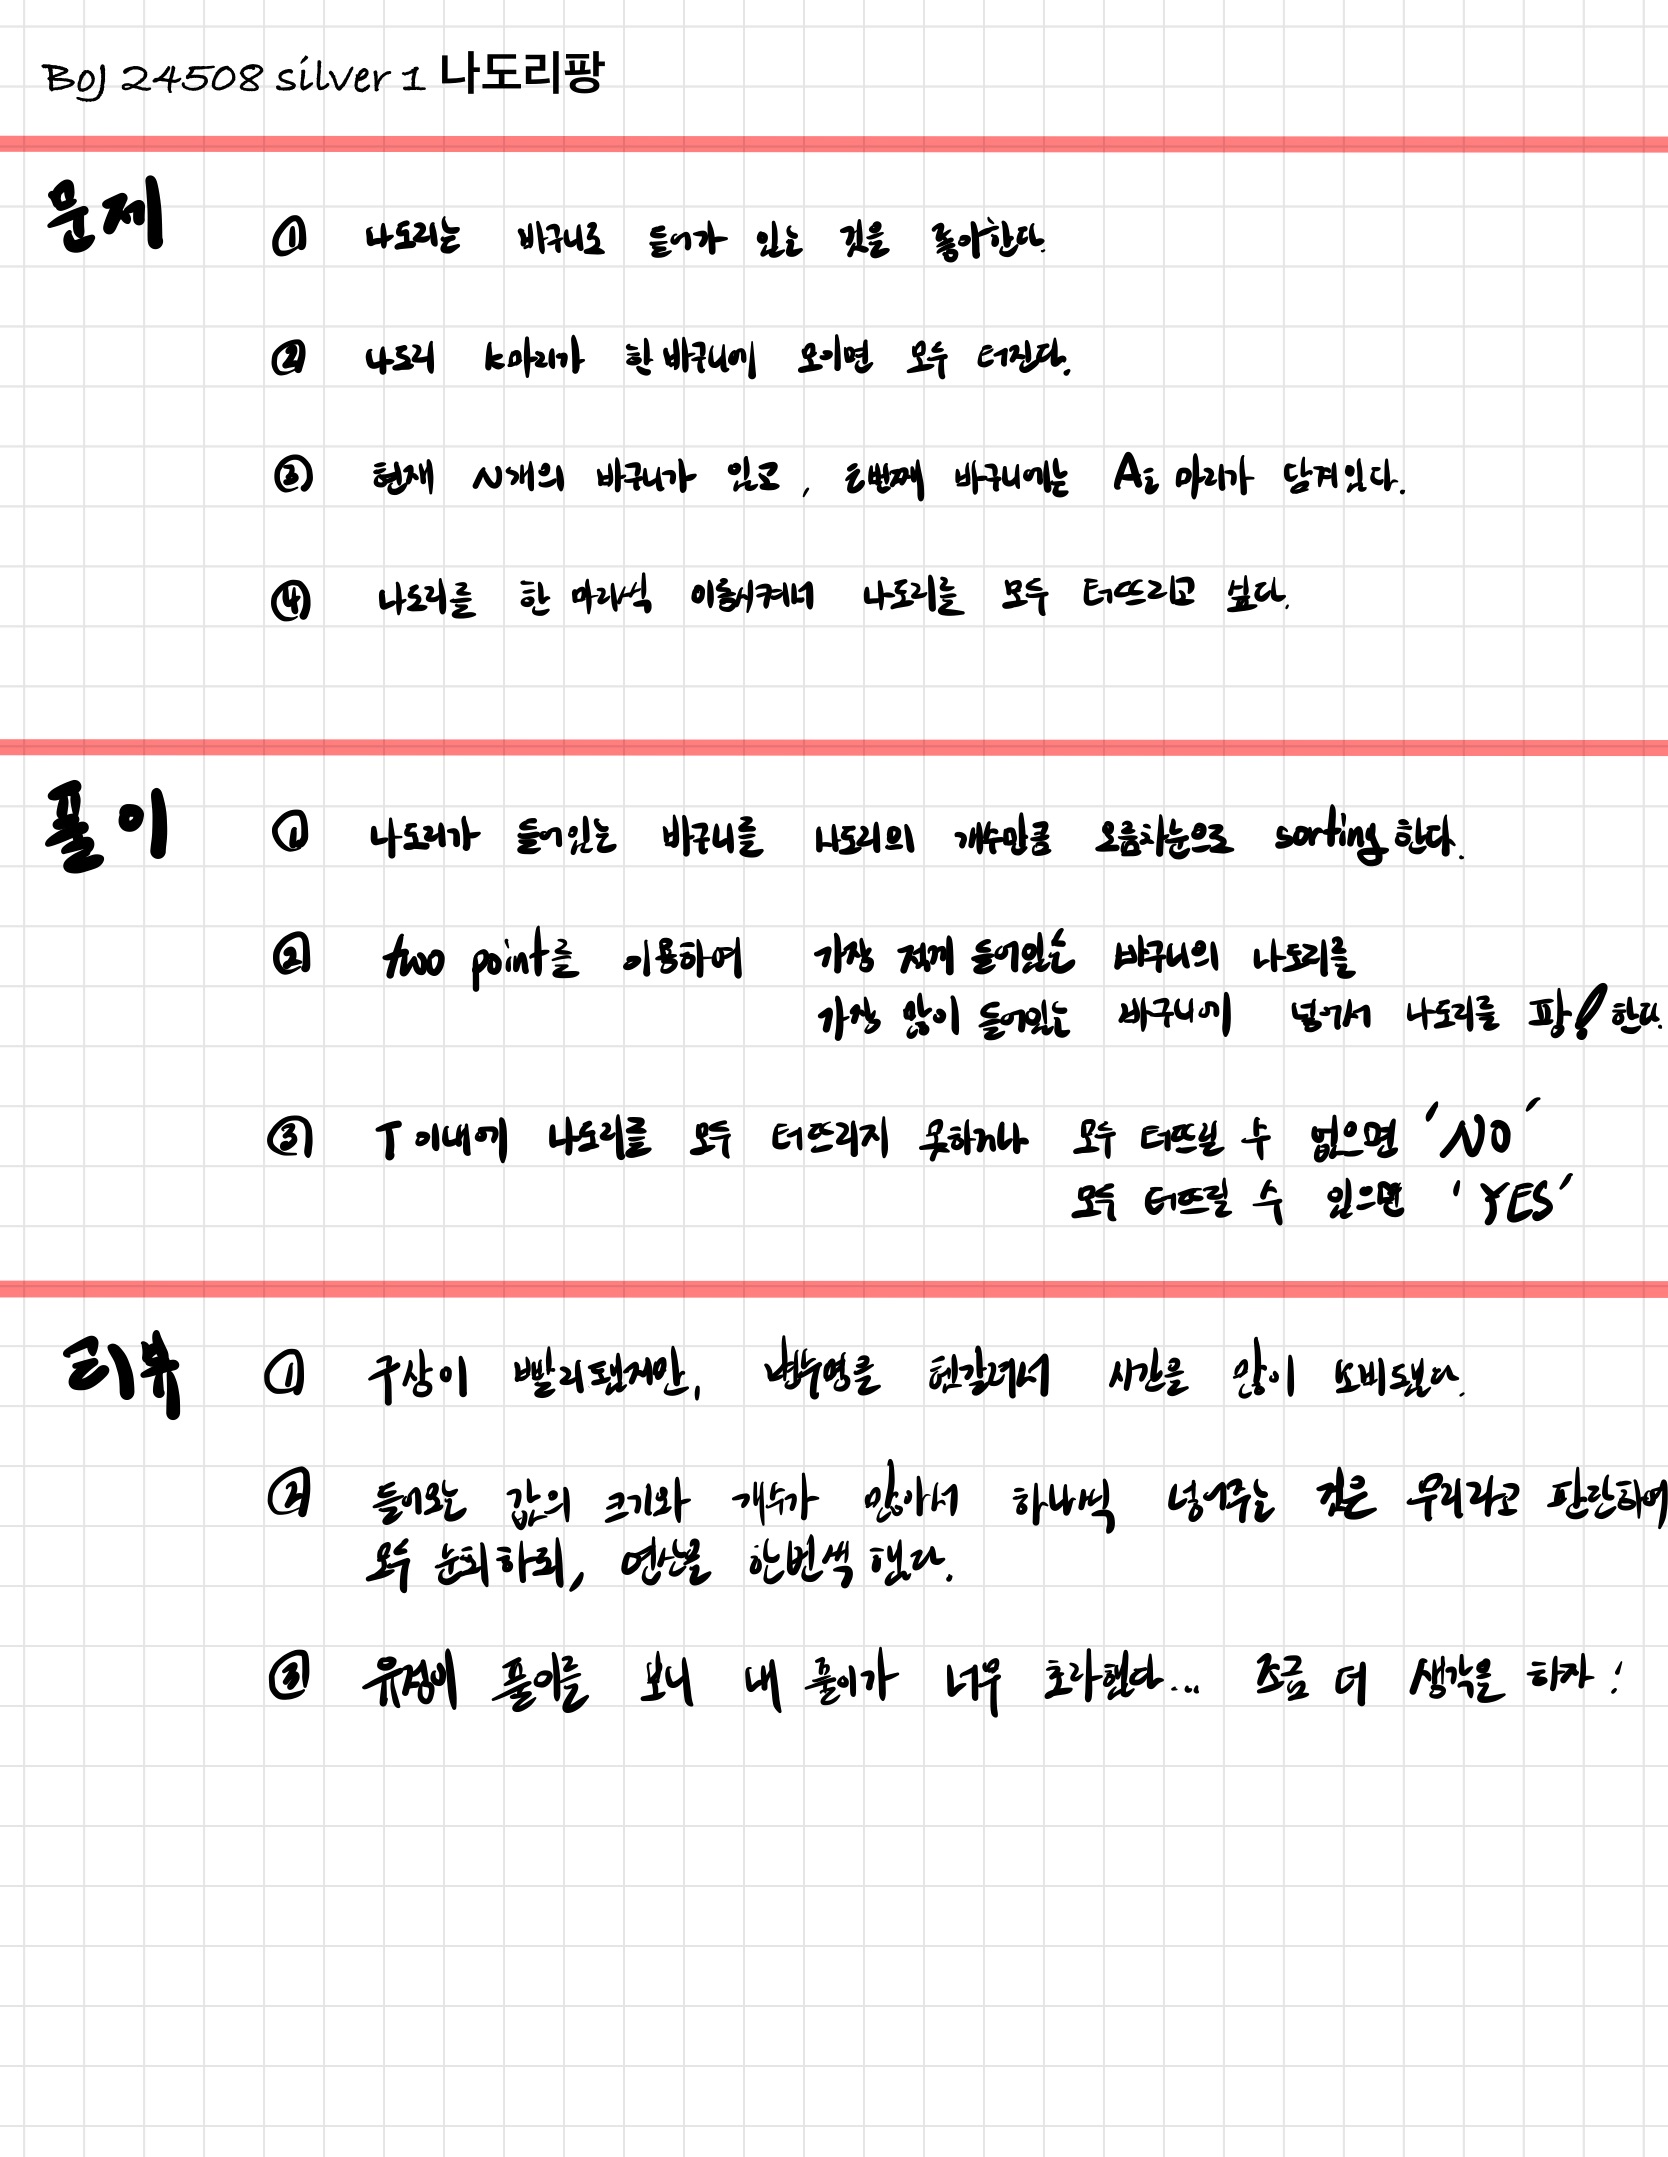 BOJ 24508 silver 1 나도리팡
문제
① 나도리는 바구니로 들어가 있는 것을 좋아한다.
② 나도리 K마리가 한 바구니에 모이면 모두 터진다.
③ 현재 N개의 바구니가 있고, i번째 바구니에는 Ai 마리가 담겨있다.
④ 나도리를 한 마리씩 이동시켜서 나도리를 모두 터뜨리고 싶다.
풀이
① 나도리가 들어있는 바구니를 나도리의 개수만큼 오름차순으로 sorting 한다.
② two point를 이용하여 가장 적게 들어있는 바구니의 나도리를
가장 많이 들어있는 바구니에 넣어서 나도리를 팡! 한다.
③ T 이내에 나도리를 모두 터뜨리지 못하거나 모두 터뜨릴 수 없으면 'NO'
모두 터뜨릴 수 있으면 'YES'
리뷰
① 구상이 빨리됐지만, 변수명를 헷갈려서 시간을 많이 소비됐다.
② 들어오는 값의 크기와 개수가 많아서 하나씩 넣어주는 것은 무리라고 판단하여
모두 순회하되, 연산을 한번씩 했다.
③ 유정이 풀이를 보니 내 풀이가 너무 초라했다... 조금 더 생각을 하자!